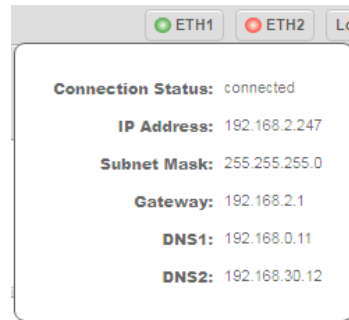 ETH1 ETH2 Lo
Connection Status: connected
IP Address: 192.168.2.247
Subnet Mask: 255.255.255.0
Gateway: 192.168.2.1
DNS1: 192.168.0.11
DNS2: 192.168.30.12